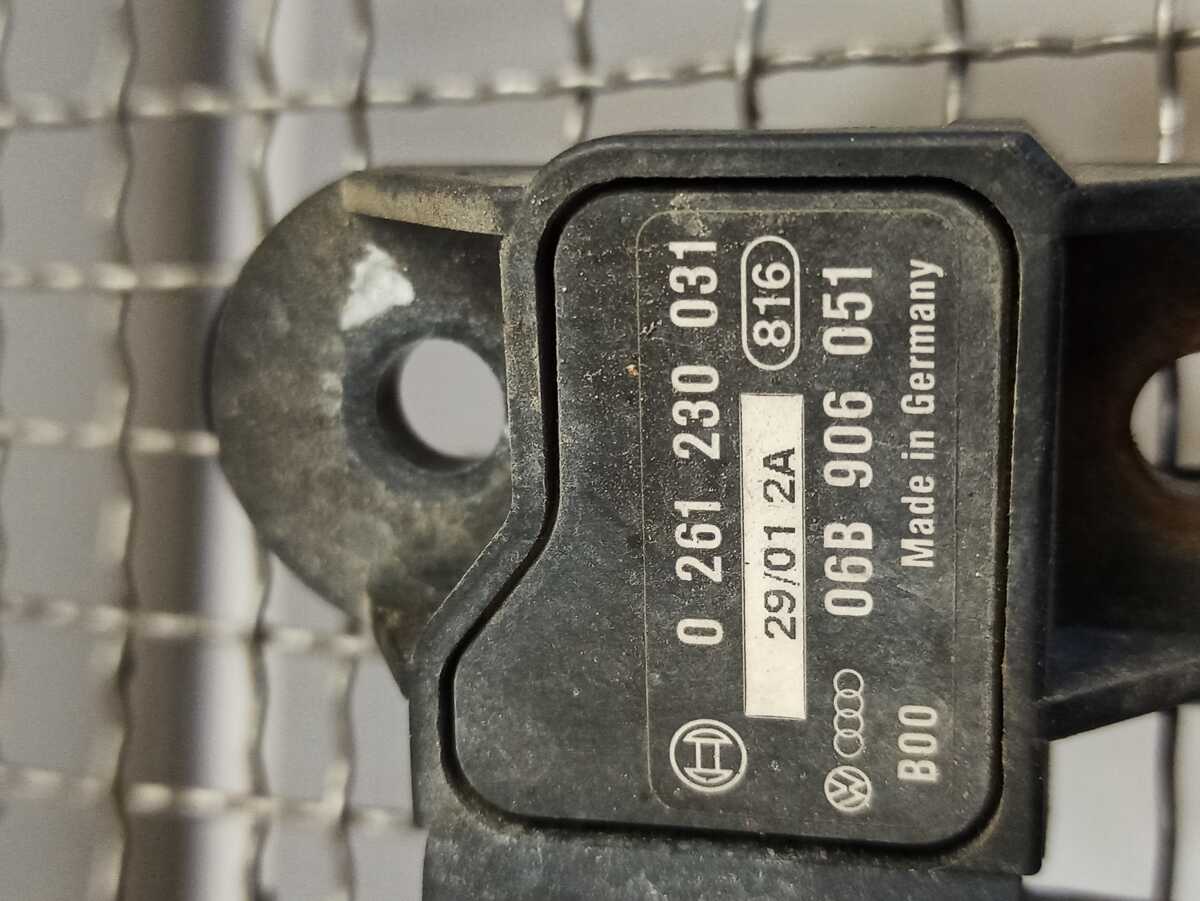 0 261 230 031
29/01 2A 816
06B 906 051
B00 Made in Germany